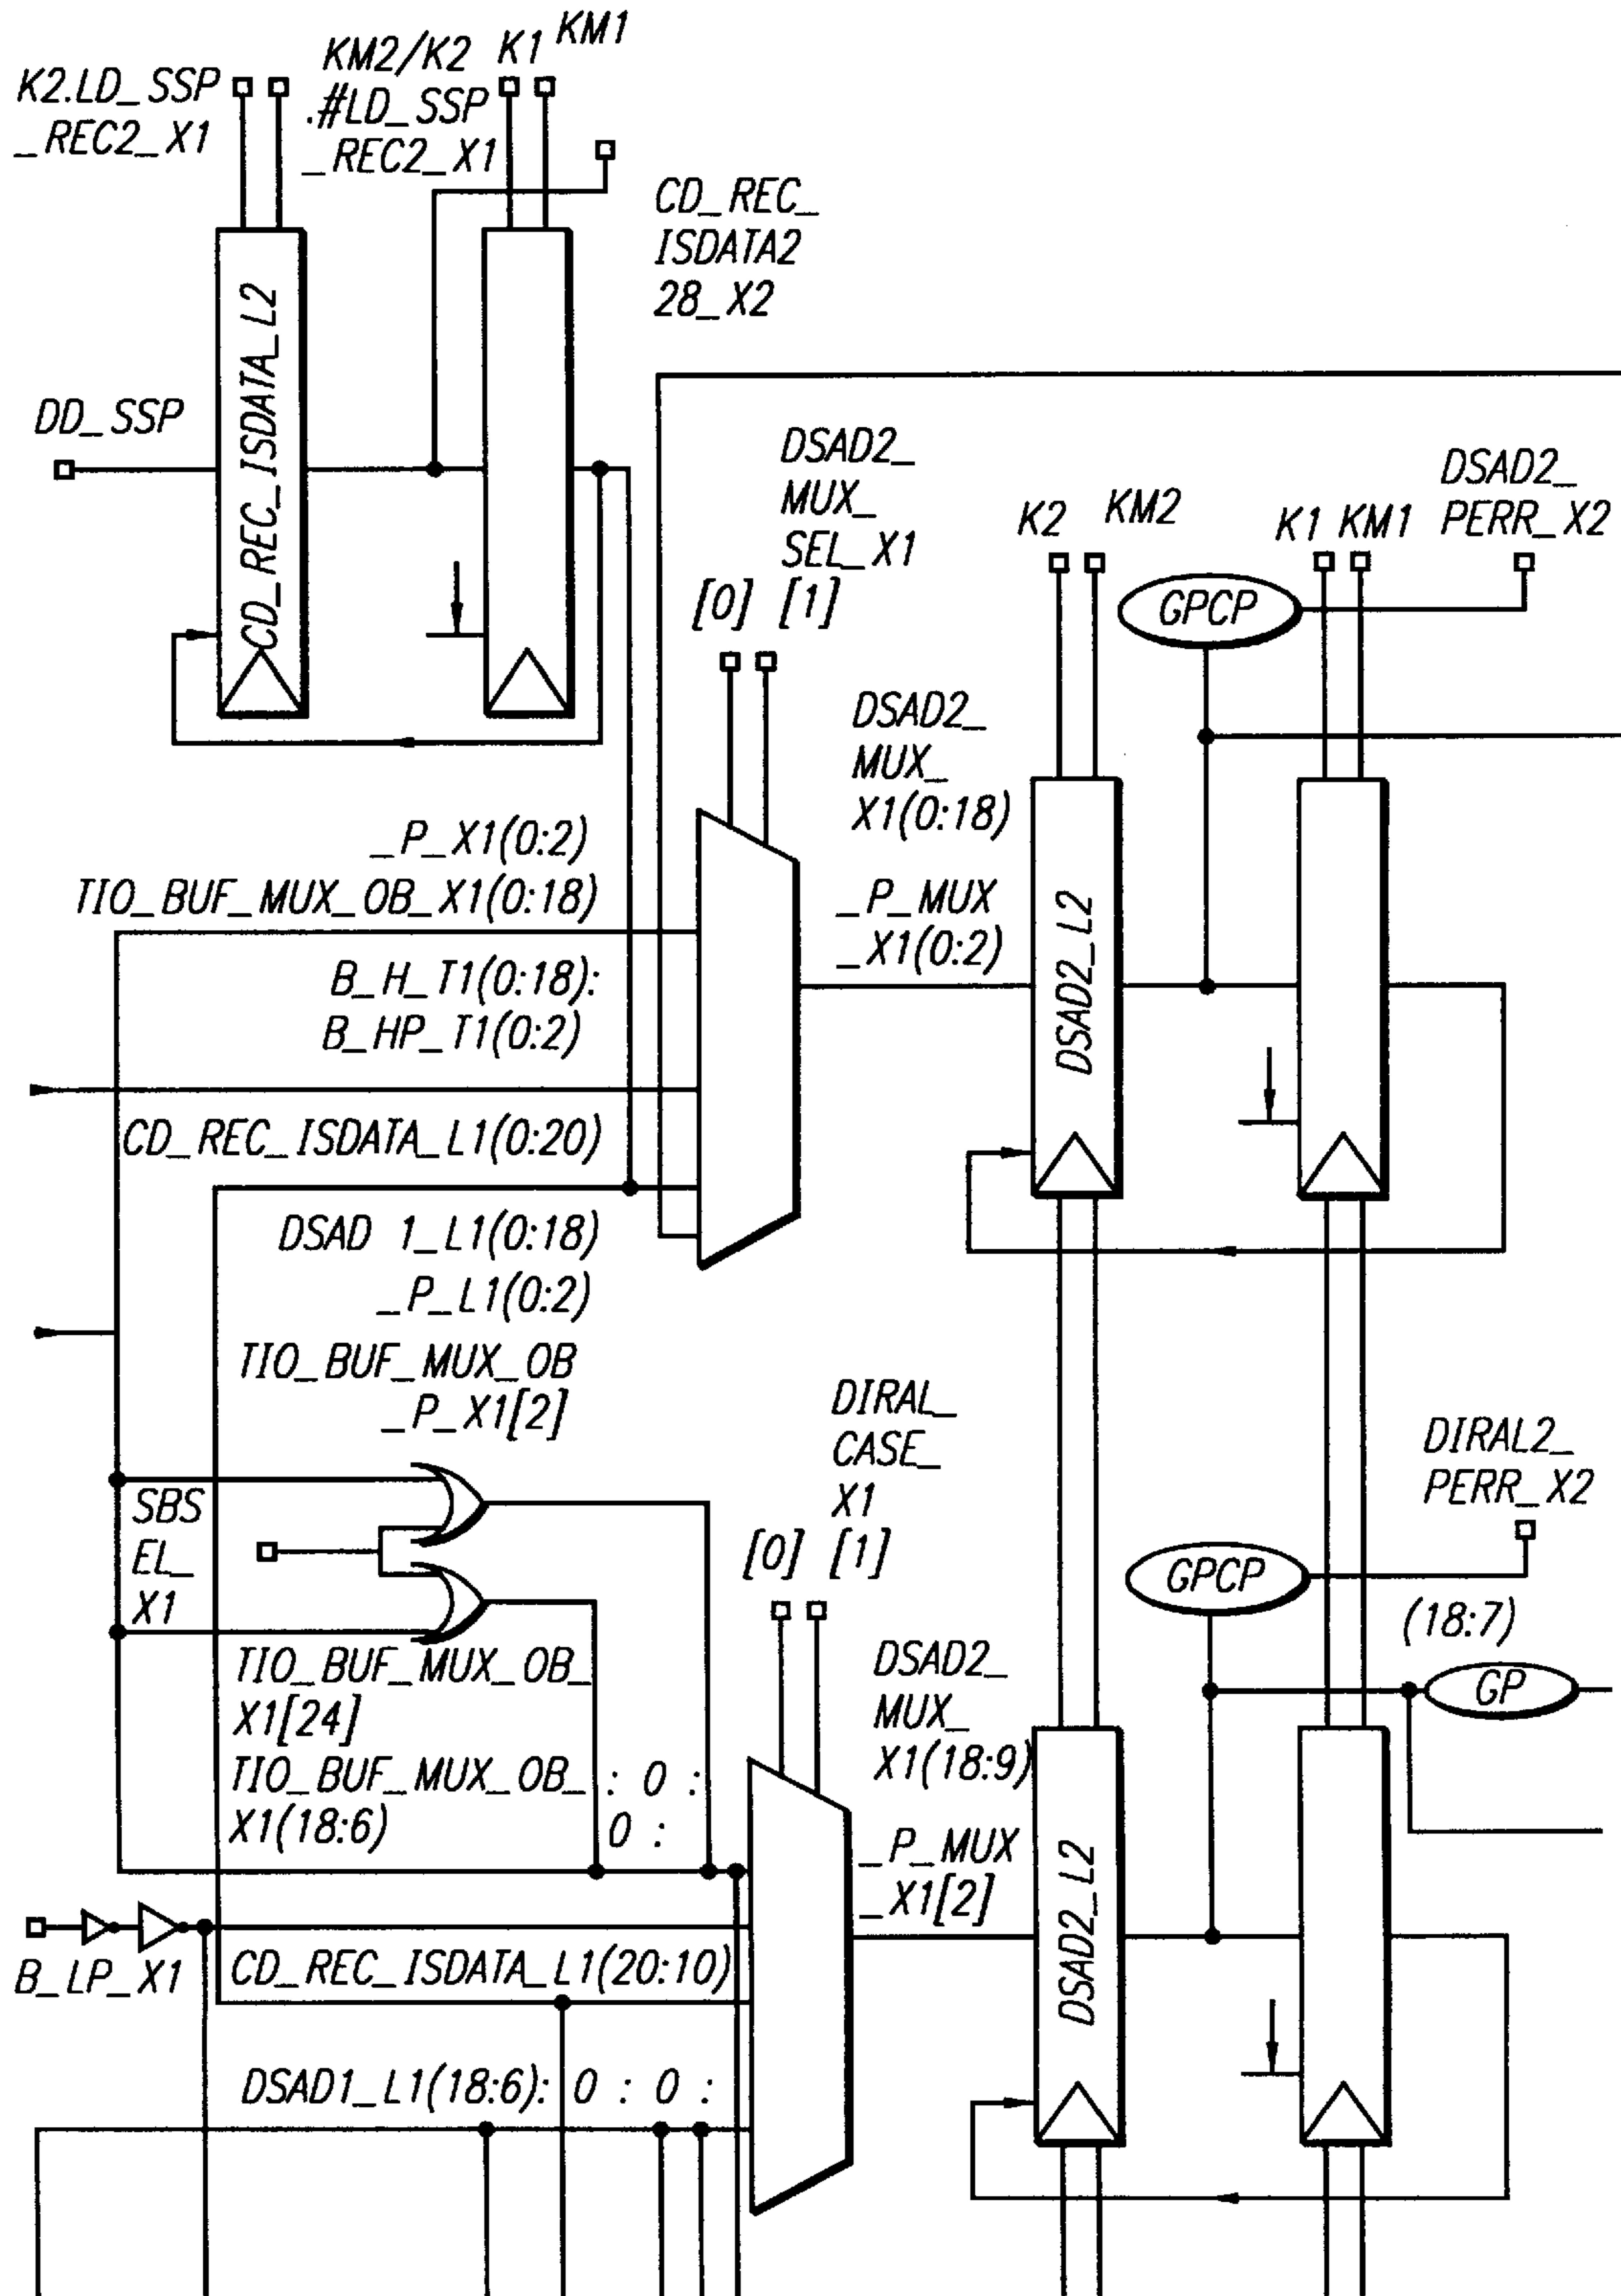 K2.LD_SSP
_REC2_X1
KM2/K2
.#LD_SSP
_REC2_X1
K1
KM1
CD_REC_
ISDATA2
28_X2
CD_REC_ISDATA_L2
DD_SSP
DSAD2_
MUX_
SEL_X1
[0] [1]
K2
KM2
K1 KM1
DSAD2_
PERR_X2
GPCP
DSAD2_
MUX_
X1(0:18)
_P_MUX
_X1(0:2)
DSAD2_L2
_P_X1(0:2)
TIO_BUF_MUX_OB_X1(0:18)
B_H_T1(0:18):
B_HP_T1(0:2)
CD_REC_ISDATA_L1(0:20)
DSAD 1_L1(0:18)
_P_L1(0:2)
TIO_BUF_MUX_OB
_P_X1[2]
SBS
EL_
X1
DIRAL_
CASE_
X1
[0] [1]
DIRAL2_
PERR_X2
GPCP
(18:7)
GP
TIO_BUF_MUX_OB_
X1[24]
TIO_BUF_MUX_OB_ : 0 :
X1(18:6) 0 :
DSAD2_
MUX_
X1(18:9)
_P_MUX
_X1[2]
DSAD2_L2
B_LP_X1
CD_REC_ISDATA_L1(20:10)
DSAD1_L1(18:6): 0 : 0 :